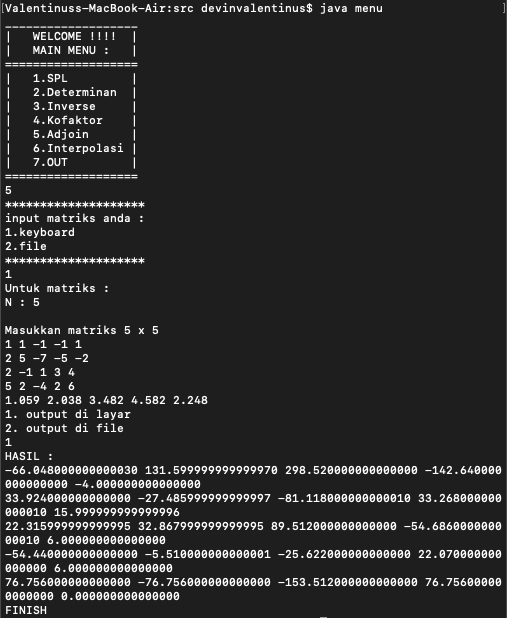 [Valentinuss-MacBook-Air:src devinvalentinus$ java menu ]
___________________
|   WELCOME !!!!  |
|   MAIN MENU :   |
===================
|   1.SPL         |
|   2.Determinan  |
|   3.Inverse     |
|   4.Kofaktor    |
|   5.Adjoin      |
|   6.Interpolasi |
|   7.OUT         |
===================
5
********************
input matriks anda :
1.keyboard
2.file
********************
1
Untuk matriks :
N : 5
Masukkan matriks 5 x 5
1 1 -1 -1 1
2 5 -7 -5 -2
2 -1 1 3 4
5 2 -4 2 6
1.059 2.038 3.482 4.582 2.248
1. output di layar
2. output di file
1
HASIL :
-66.048000000000030 131.599999999999970 298.520000000000000 -142.640000
000000000 -4.000000000000000
33.924000000000000 -27.485999999999997 -81.118000000000010 33.268000000
000010 15.999999999999996
22.315999999999995 32.867999999999995 89.512000000000000 -54.6860000000
00010 6.000000000000000
-54.440000000000000 -5.510000000000001 -25.622000000000000 22.070000000
000000 6.000000000000000
76.756000000000000 -76.756000000000000 -153.512000000000000 76.75600000
0000000 0.000000000000000
FINISH